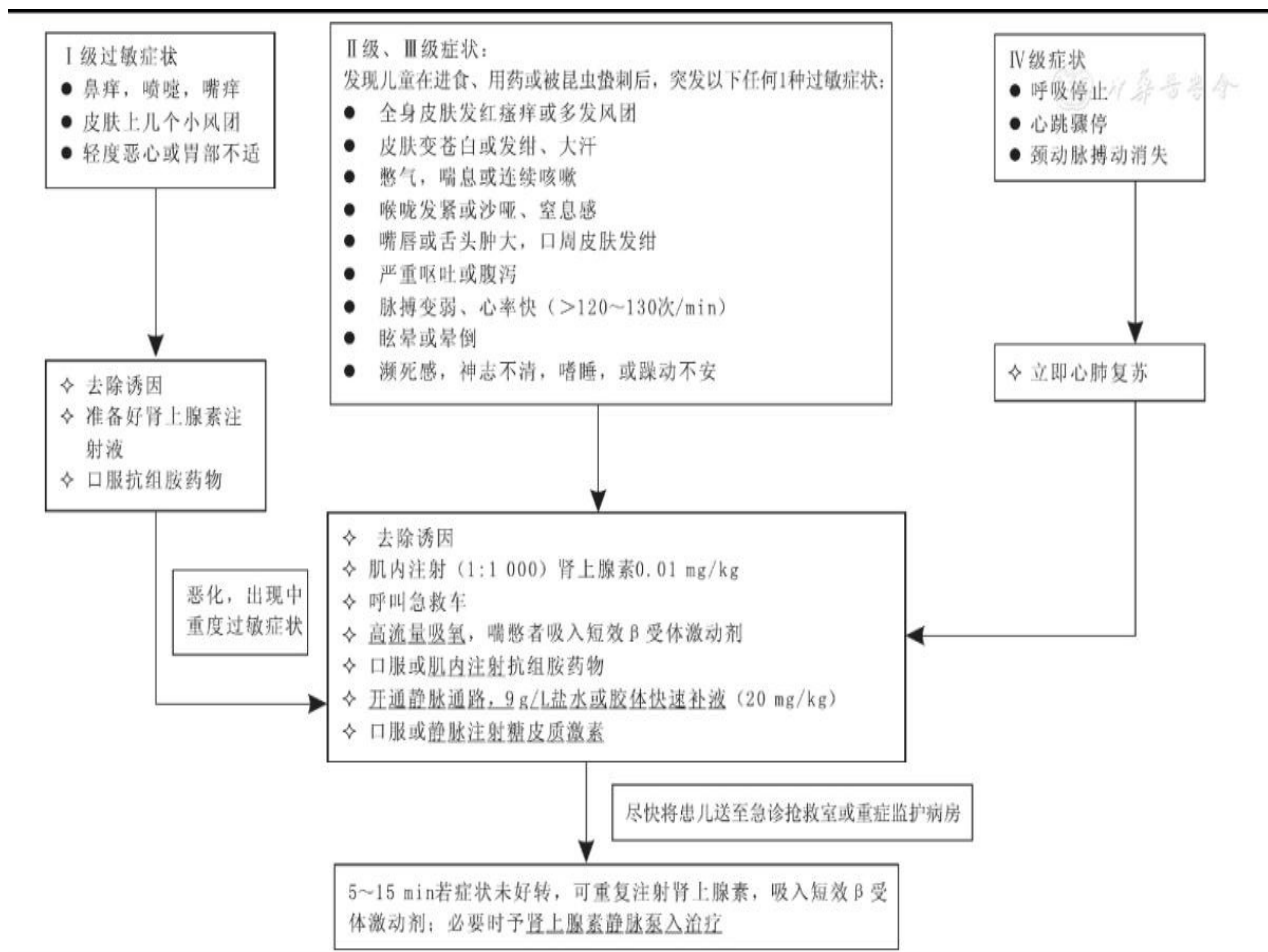 Ⅰ级过敏症状
● 鼻痒，喷嚏，嘴痒
● 皮肤上几个小风团
● 轻度恶心或胃部不适
Ⅱ级、Ⅲ级症状：
发现儿童在进食、用药或被昆虫蛰刺后，突发以下任何1种过敏症状：
● 全身皮肤发红瘙痒或多发风团
● 皮肤变苍白或发绀、大汗
● 憋气，喘息或连续咳嗽
● 喉咙发紧或沙哑、窒息感
● 嘴唇或舌头肿大，口周皮肤发绀
● 严重呕吐或腹泻
● 脉搏变弱、心率快（＞120～130次/min）
● 眩晕或晕倒
● 濒死感，神志不清，嗜睡，或躁动不安
Ⅳ级症状
● 呼吸停止
● 心跳骤停
● 颈动脉搏动消失
✧ 去除诱因
✧ 准备好肾上腺素注
射液
✧ 口服抗组胺药物
✧ 立即心肺复苏
恶化，出现中
重度过敏症状
✧ 去除诱因
✧ 肌内注射（1:1 000）肾上腺素0.01 mg/kg
✧ 呼叫急救车
✧ 高流量吸氧，喘憋者吸入短效β受体激动剂
✧ 口服或肌内注射抗组胺药物
✧ 开通静脉通路，9 g/L盐水或胶体快速补液（20 mg/kg）
✧ 口服或静脉注射糖皮质激素
尽快将患儿送至急诊抢救室或重症监护病房
5～15 min若症状未好转，可重复注射肾上腺素，吸入短效β受
体激动剂；必要时予肾上腺素静脉泵入治疗